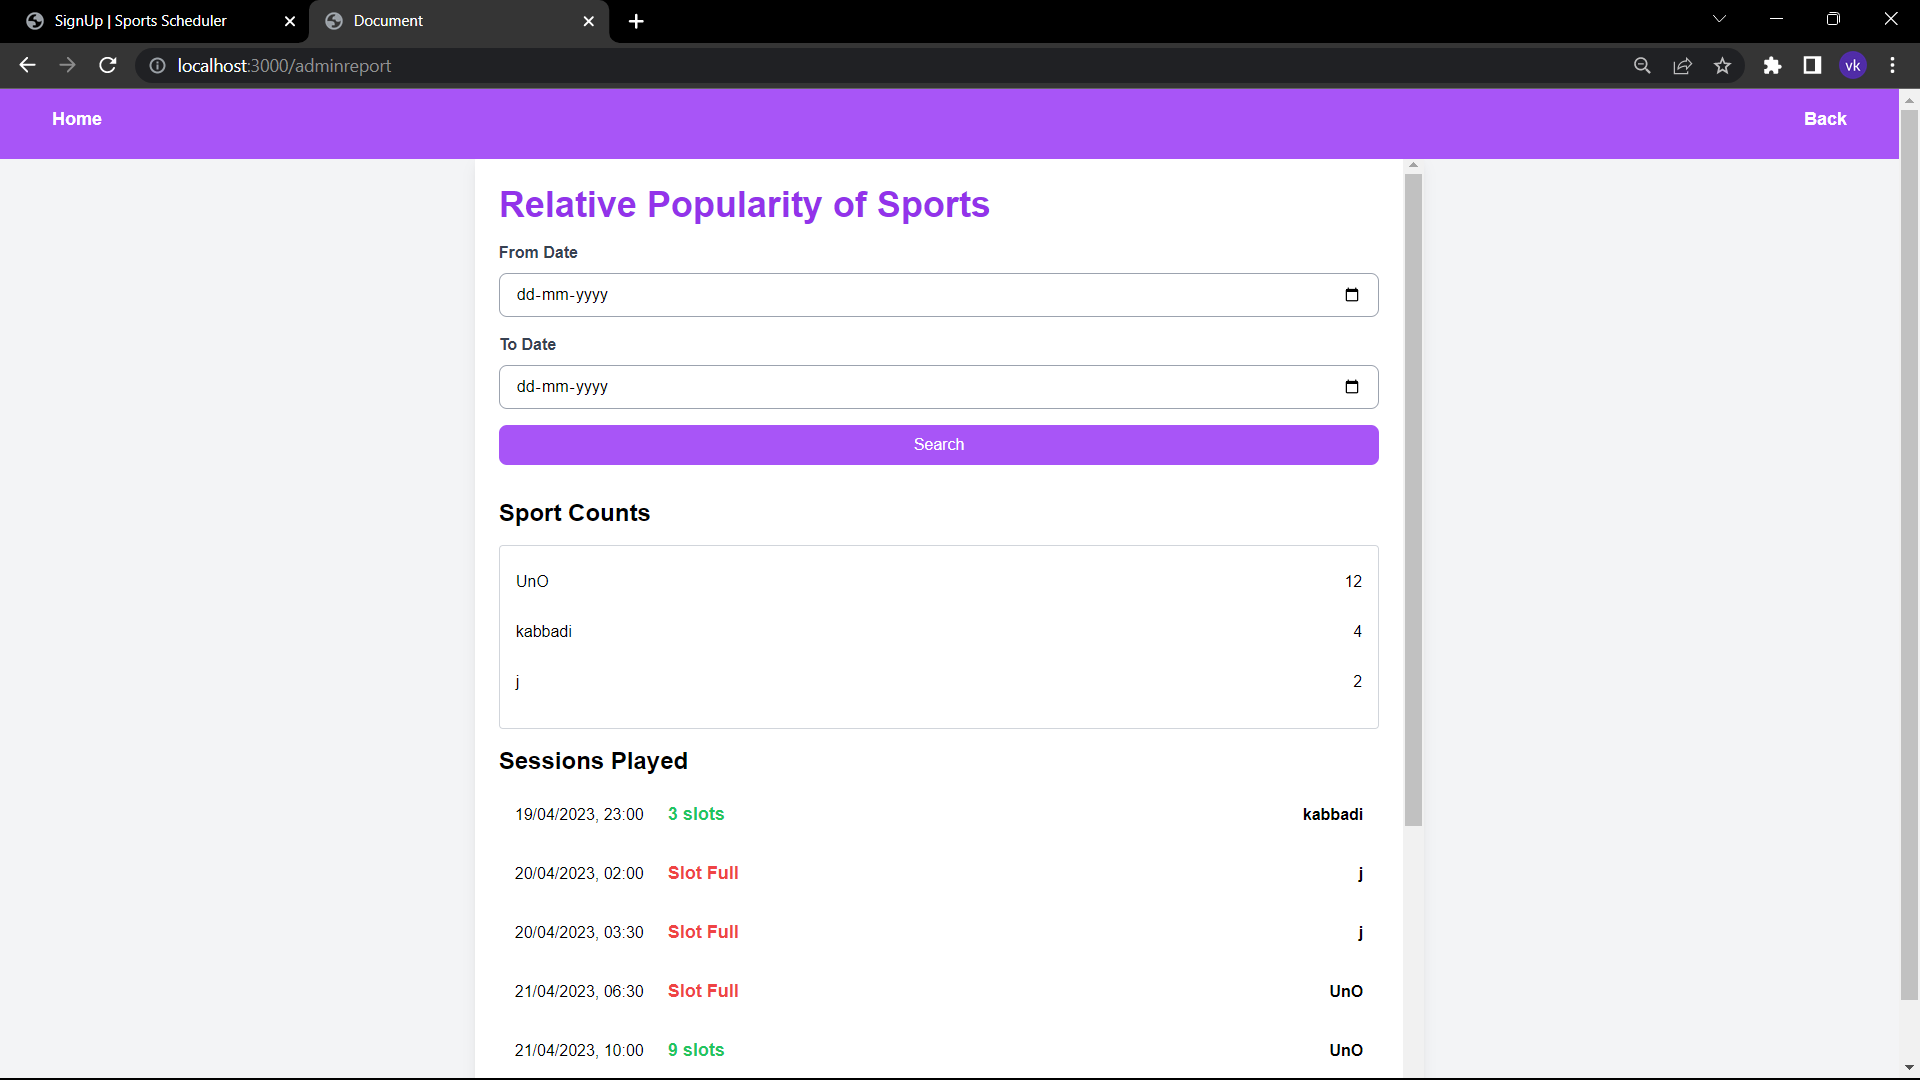 SignUp | Sports Scheduler
Document
localhost:3000/adminreport
vk
Home
Back
Relative Popularity of Sports
From Date
dd-mm-yyyy
To Date
dd-mm-yyyy
Search
Sport Counts
UnO 12
kabbadi 4
j 2
Sessions Played
19/04/2023, 23:00 3 slots kabbadi
20/04/2023, 02:00 Slot Full j
20/04/2023, 03:30 Slot Full j
21/04/2023, 06:30 Slot Full UnO
21/04/2023, 10:00 9 slots UnO